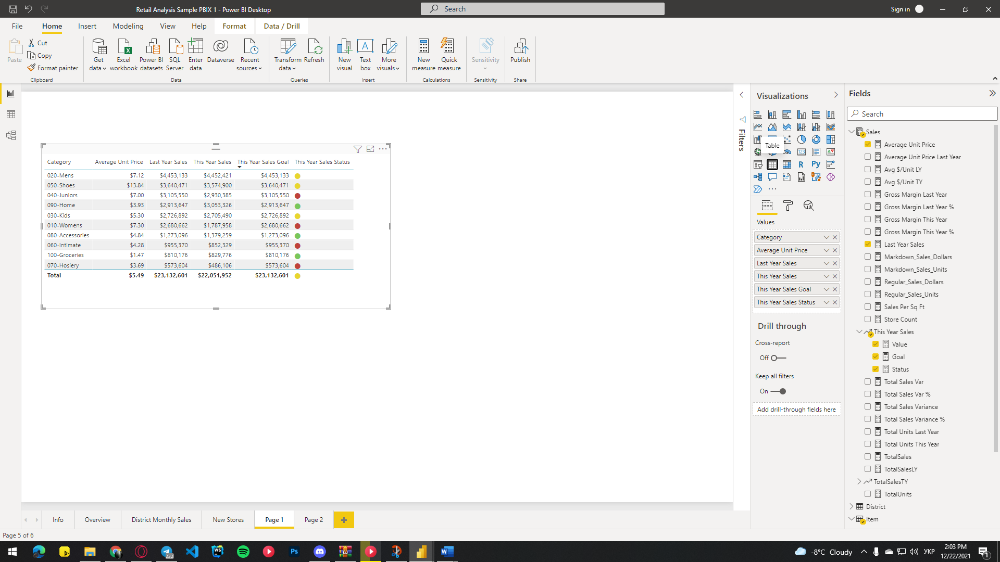 Retail Analysis Sample PBIX 1 - Power BI Desktop
Search
Sign in
File Home Insert Modeling View Help Format Data / Drill
Paste
Cut
Copy
Format painter
Clipboard
Get data
Excel workbook
Power BI datasets
SQL Server
Enter data
Dataverse
Recent sources
Data
Transform data
Refresh
Queries
New visual
Text box
More visuals
Insert
New measure
Quick measure
Calculations
Sensitivity
Sensitivity
Publish
Share
Category Average Unit Price Last Year Sales This Year Sales This Year Sales Goal This Year Sales Status
020-Mens $7.12 $4,453,133 $4,452,421 $4,453,133
050-Shoes $13.84 $3,640,471 $3,574,900 $3,640,471
040-Juniors $7.00 $3,105,550 $2,930,385 $3,105,550
090-Home $3.93 $2,913,647 $3,053,326 $2,913,647
030-Kids $5.30 $2,726,892 $2,705,490 $2,726,892
010-Womens $7.30 $2,680,662 $1,787,958 $2,680,662
080-Accessories $4.84 $1,273,096 $1,379,259 $1,273,096
060-Intimate $4.28 $955,370 $852,329 $955,370
100-Groceries $1.47 $810,176 $829,776 $810,176
070-Hosiery $3.69 $573,604 $486,106 $573,604
Total $5.49 $23,132,601 $22,051,952 $23,132,601
Filters
Visualizations
Table
123
R
Py
Values
Category
Average Unit Price
Last Year Sales
This Year Sales
This Year Sales Goal
This Year Sales Status
Drill through
Cross-report
Off
Keep all filters
On
Add drill-through fields here
Fields
Search
Sales
Average Unit Price
Average Unit Price Last Year
Avg $/Unit LY
Avg $/Unit TY
Gross Margin Last Year
Gross Margin Last Year %
Gross Margin This Year
Gross Margin This Year %
Last Year Sales
Markdown_Sales_Dollars
Markdown_Sales_Units
Regular_Sales_Dollars
Regular_Sales_Units
Sales Per Sq Ft
Store Count
This Year Sales
Value
Goal
Status
Total Sales Var
Total Sales Var %
Total Sales Variance
Total Sales Variance %
Total Units Last Year
Total Units This Year
TotalSales
TotalSalesLY
TotalSalesTY
TotalUnits
District
Item
Info Overview District Monthly Sales New Stores Page 1 Page 2
Page 5 of 6
232
WS
Ps
W
-8°C Cloudy
УКР
2:03 PM
12/22/2021
1